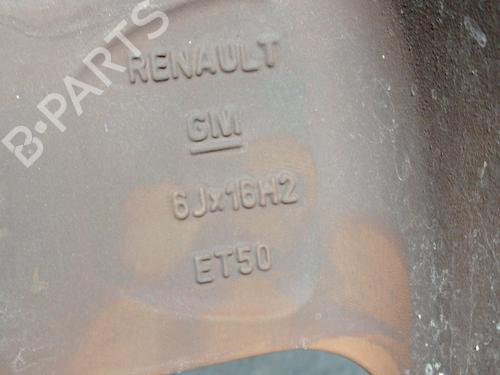 B-PARTS
RENAULT
GM
6Jx16H2
ET50